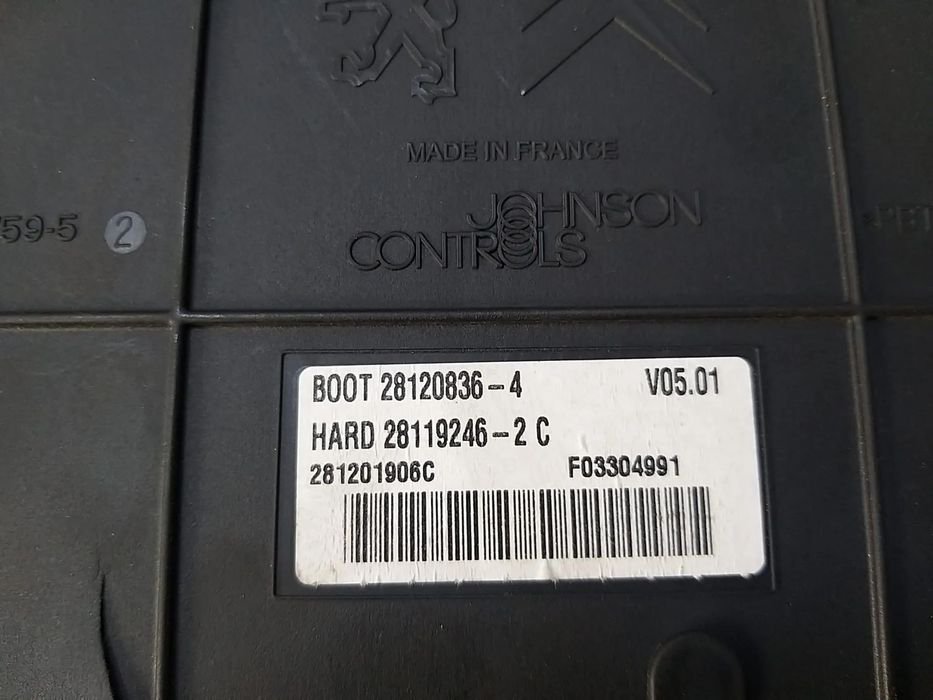 MADE IN FRANCE
JOHNSON
CONTROLS
59-5 2
BOOT 28120836-4 V05.01
HARD 28119246-2 C
281201906C F03304991